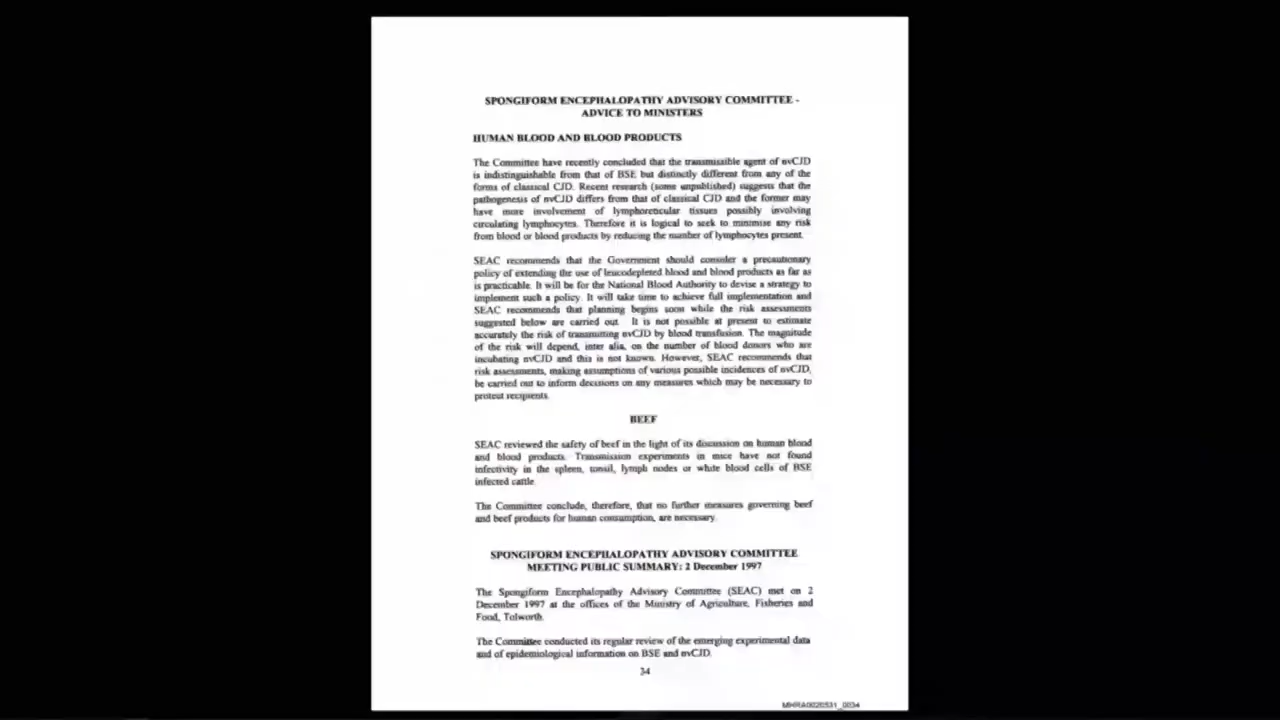 SPONGIFORM ENCEPHALOPATHY ADVISORY COMMITTEE -
ADVICE TO MINISTERS
HUMAN BLOOD AND BLOOD PRODUCTS
The Committee have recently concluded that the transmissible agent of nvCJD
is indistinguishable from that of BSE but distinctly different from any of the
forms of classical CJD. Recent research (some unpublished) suggests that the
pathogenesis of nvCJD differs from that of classical CJD and the former may
have more involvement of lymphoreticular tissues possibly involving
circulating lymphocytes. Therefore it is logical to seek to minimise any risk
from blood or blood products by reducing the number of lymphocytes present.
SEAC recommends that the Government should consider a precautionary
policy of extending the use of leucodepleted blood and blood products as far as
is practicable. It will be for the National Blood Authority to devise a strategy to
implement such a policy. It will take time to achieve full implementation and
SEAC recommends that planning begins soon while the risk assessments
suggested below are carried out. It is not possible at present to estimate
accurately the risk of transmitting nvCJD by blood transfusion. The magnitude
of the risk will depend, inter alia, on the number of blood donors who are
incubating nvCJD and this is not known. However, SEAC recommends that
risk assessments, making assumptions of various possible incidences of nvCJD,
be carried out to inform decisions on any measures which may be necessary to
protect recipients.
BEEF
SEAC reviewed the safety of beef in the light of its discussion on human blood
and blood products. Transmission experiments in mice have not found
infectivity in the spleen, tonsil, lymph nodes or white blood cells of BSE
infected cattle.
The Committee conclude, therefore, that no further measures governing beef
and beef products for human consumption, are necessary.
SPONGIFORM ENCEPHALOPATHY ADVISORY COMMITTEE
MEETING PUBLIC SUMMARY: 2 December 1997
The Spongiform Encephalopathy Advisory Committee (SEAC) met on 2
December 1997 at the offices of the Ministry of Agriculture, Fisheries and
Food, Tolworth.
The Committee conducted its regular review of the emerging experimental data
and of epidemiological information on BSE and nvCJD.
34
MHRA0020531_0034